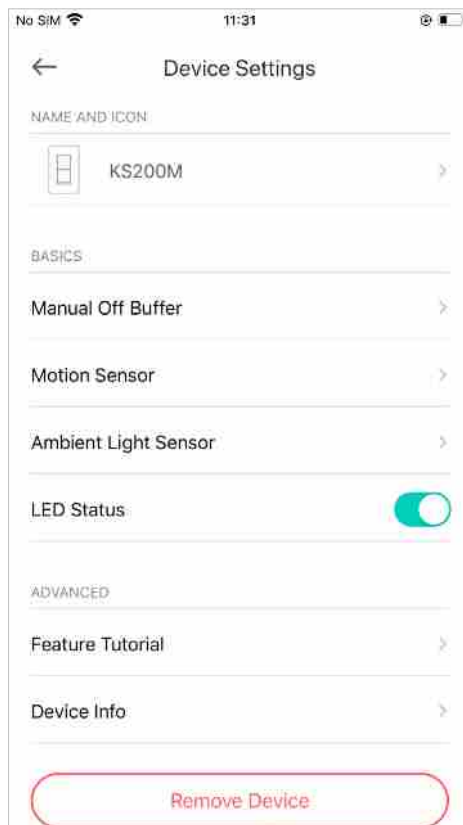 No SIM 11:31
Device Settings
NAME AND ICON
KS200M
BASICS
Manual Off Buffer
Motion Sensor
Ambient Light Sensor
LED Status
ADVANCED
Feature Tutorial
Device Info
Remove Device